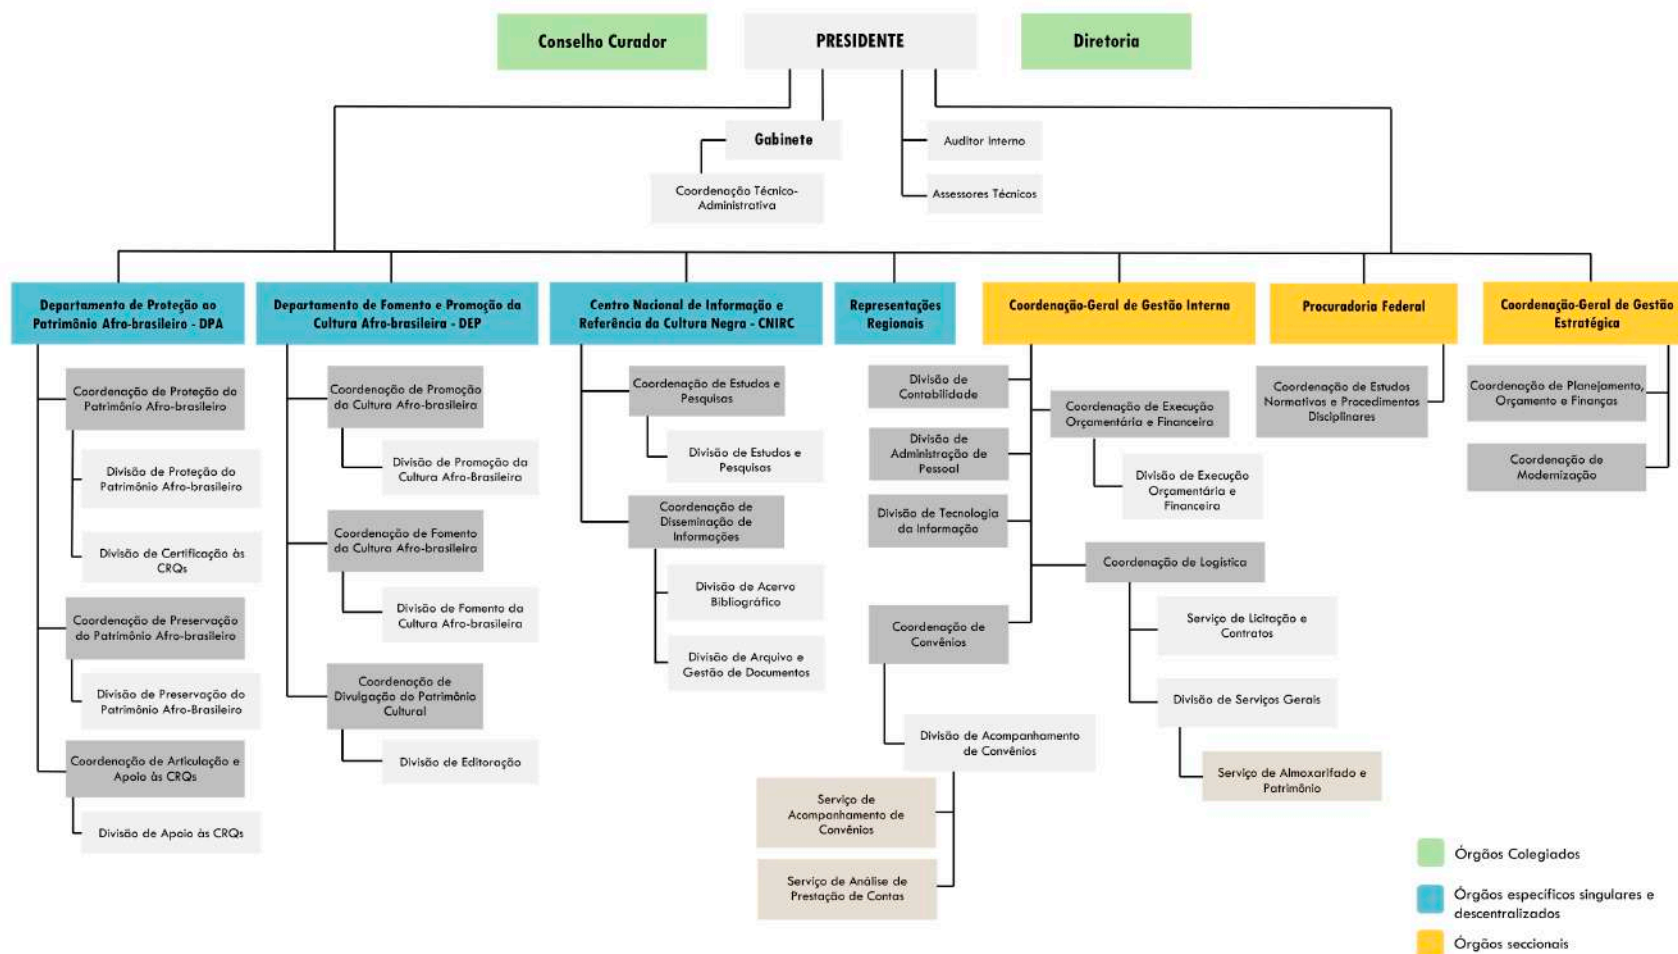 Conselho Curador
PRESIDENTE
Diretoria
Gabinete
Coordenação Técnico-
Administrativa
Auditor Interno
Assessores Técnicos
Departamento de Proteção ao
Patrimônio Afro-brasileiro - DPA
Departamento de Fomento e Promoção da
Cultura Afro-brasileira - DEP
Centro Nacional de Informação e
Referência da Cultura Negra - CNIRC
Representações
Regionais
Coordenação-Geral de Gestão Interna
Procuradoria Federal
Coordenação-Geral de Gestão
Estratégica
Coordenação de Proteção do
Patrimônio Afro-brasileiro
Divisão de Proteção do
Patrimônio Afro-brasileiro
Divisão de Certificação às
CRQs
Coordenação de Preservação
do Patrimônio Afro-brasileiro
Divisão de Preservação do
Patrimônio Afro-Brasileiro
Coordenação de Articulação e
Apoio às CRQs
Divisão de Apoio às CRQs
Coordenação de Promoção
da Cultura Afro-brasileira
Divisão de Promoção da
Cultura Afro-Brasileira
Coordenação de Fomento
da Cultura Afro-brasileira
Divisão de Fomento da
Cultura Afro-brasileira
Coordenação de
Divulgação do Patrimônio
Cultural
Divisão de Editoração
Coordenação de Estudos e
Pesquisas
Divisão de Estudos e
Pesquisas
Coordenação de
Disseminação de
Informações
Divisão de Acervo
Bibliográfico
Divisão de Arquivo e
Gestão de Documentos
Divisão de
Contabilidade
Divisão de
Administração de
Pessoal
Divisão de Tecnologia
da Informação
Coordenação de
Convênios
Divisão de Acompanhamento
de Convênios
Serviço de
Acompanhamento de
Convênios
Serviço de Análise de
Prestação de Contas
Coordenação de Execução
Orçamentária e Financeira
Divisão de Execução
Orçamentária e
Financeira
Coordenação de Logística
Serviço de Licitação e
Contratos
Divisão de Serviços Gerais
Serviço de Almoxarifado e
Patrimônio
Coordenação de Estudos
Normativos e Procedimentos
Disciplinares
Coordenação de Planejamento,
Orçamento e Finanças
Coordenação de
Modernização
Órgãos Colegiados
Órgãos específicos singulares e
descentralizados
Órgãos seccionais